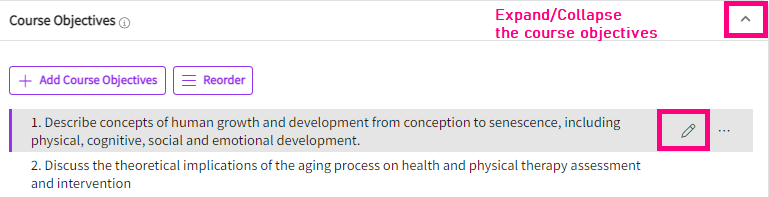 Course Objectives
Expand/Collapse
the course objectives
Add Course Objectives
Reorder
1. Describe concepts of human growth and development from conception to senescence, including
physical, cognitive, social and emotional development.
2. Discuss the theoretical implications of the aging process on health and physical therapy assessment
and intervention